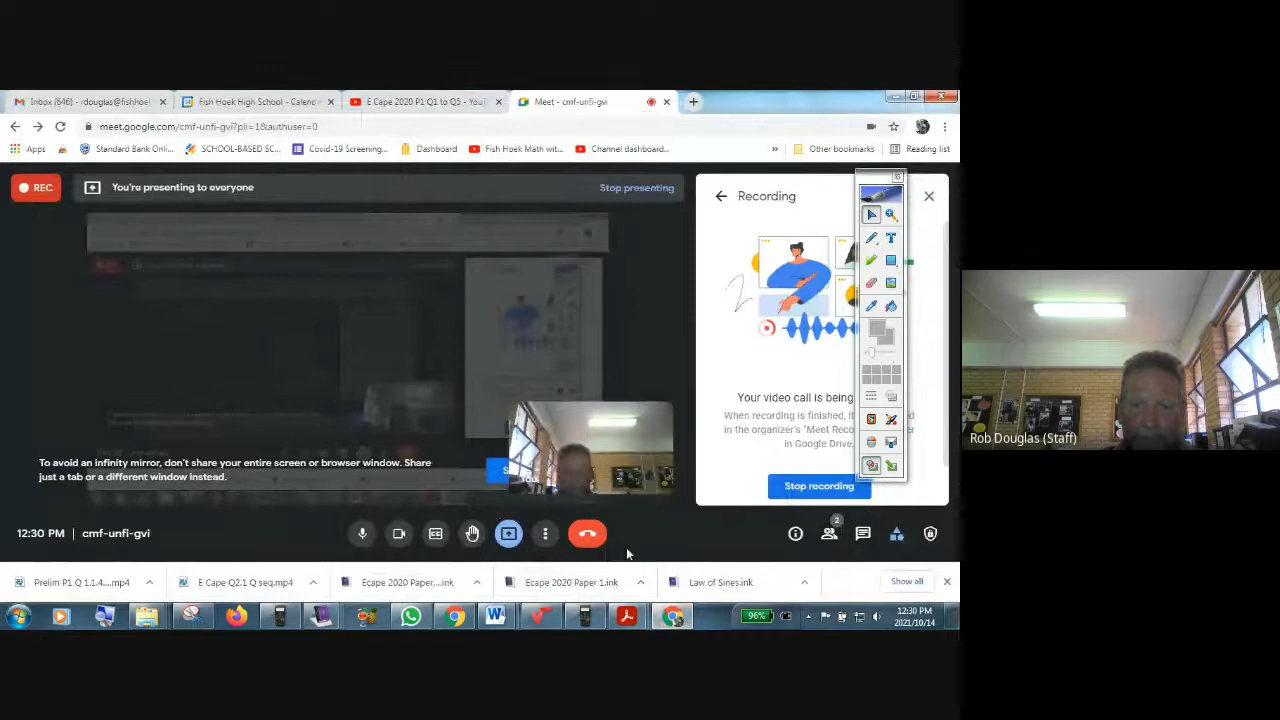 Inbox (646) - rdouglas@fishhoe
Fishhoek High School - Calend
E Cape 2020 P1 Q1 to Q5 - YouT
Meet - cmf-unfi-gvi
meet.google.com/cmf-unfi-gvi?pli=1&authuser=0
Apps
Standard Bank Onli...
SCHOOL-BASED SC...
Covid-19 Screening...
Dashboard
Fish Hoek Math wit...
Channel dashboard...
»
Other bookmarks
Reading list
REC
You're presenting to everyone
Stop presenting
Recording
2
Your video call is being
When recording is finished, it
in the organizer's "Meet Reco
in Google Drive.
Stop recording
To avoid an infinity mirror, don't share your entire screen or browser window. Share
just a tab or a different window instead.
You
Rob Douglas (Staff)
12:30 PM | cmf-unfi-gvi
2
Prelim P1 Q 1.1.4....mp4
E Cape Q2.1 Q seq.mp4
Ecape 2020 Paper....ink
Ecape 2020 Paper 1.ink
Law of Sines.ink
Show all
96%
12:30 PM
2021/10/14